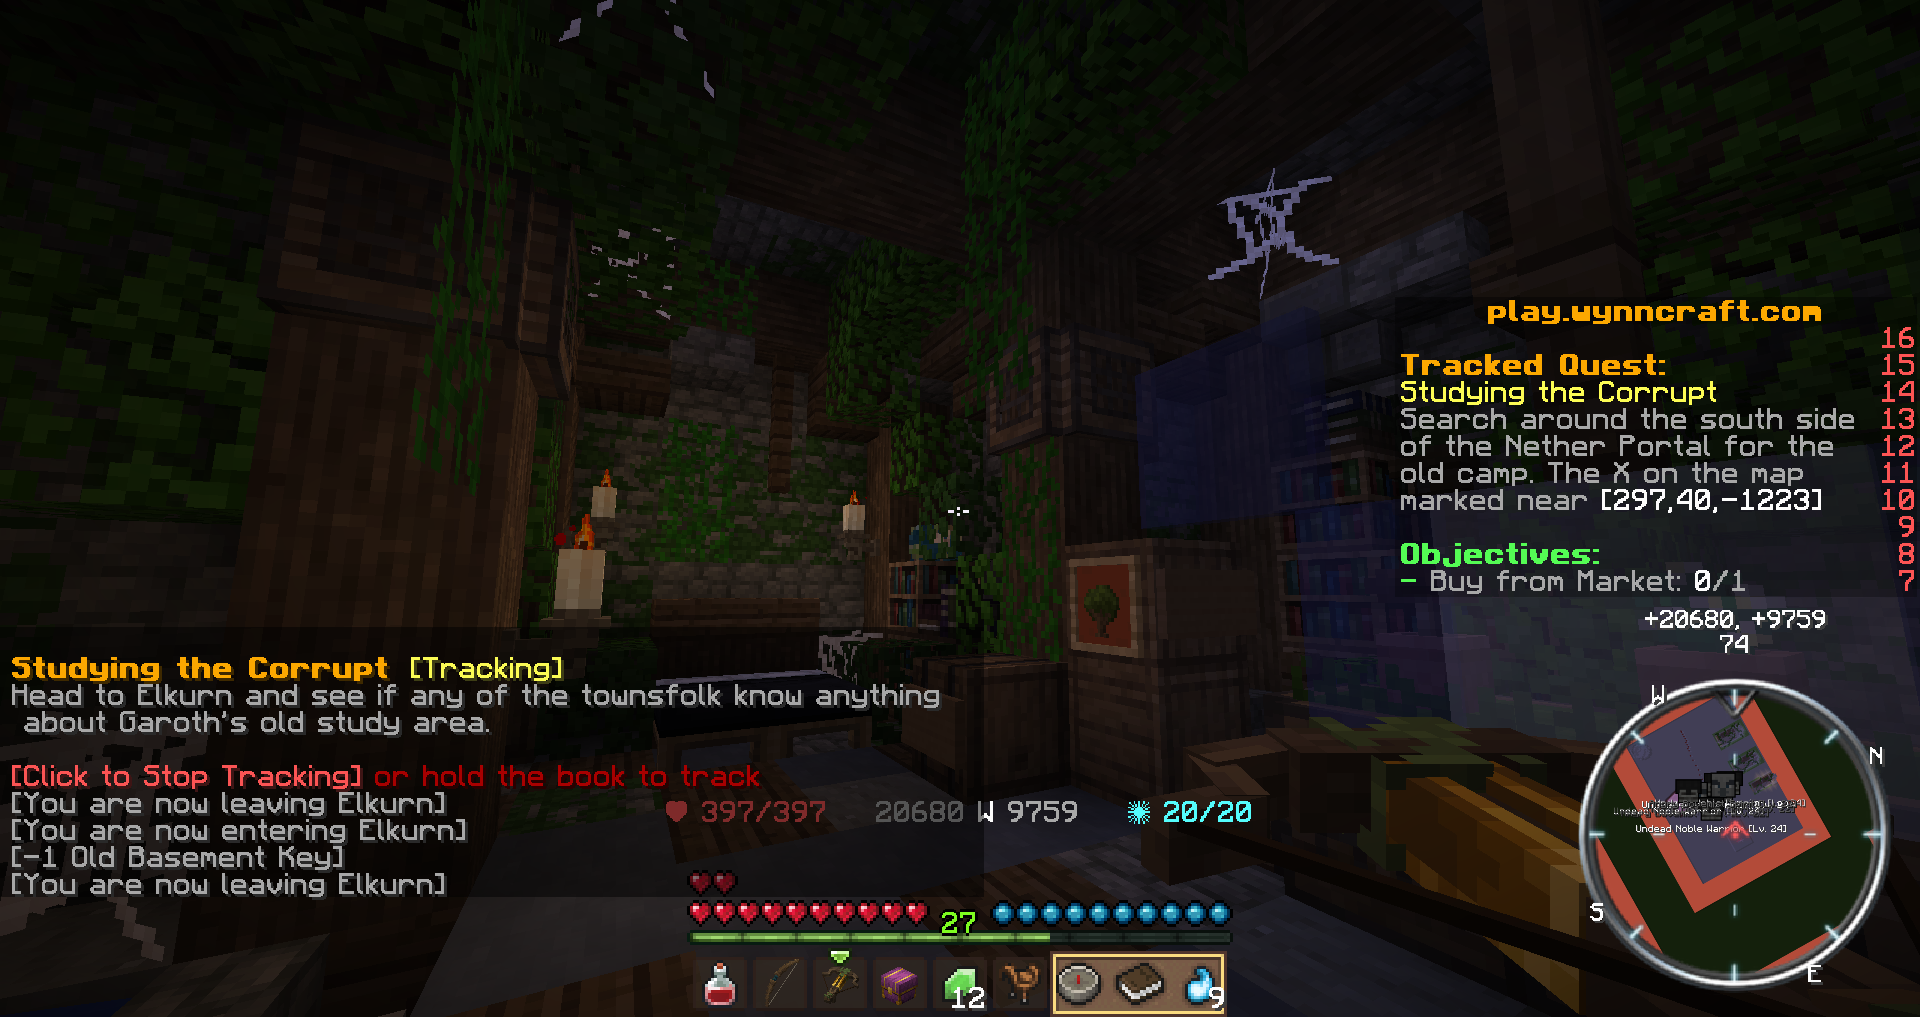 play.wynncraft.com
16
Tracked Quest: 15
Studying the Corrupt 14
Search around the south side 13
of the Nether Portal for the 12
old camp. The X on the map 11
marked near [297,40,-1223] 10
9
Objectives: 8
- Buy from Market: 0/1 7
+20680, +9759
74
W
N
Undead Noble Warrior [Lv. 24]
S
E
Studying the Corrupt [Tracking]
Head to Elkurn and see if any of the townsfolk know anything
about Garoth's old study area.
[Click to Stop Tracking] or hold the book to track
[You are now leaving Elkurn]
[You are now entering Elkurn]
[-1 Old Basement Key]
[You are now leaving Elkurn]
397/397 20680 W 9759 20/20
27
12 9